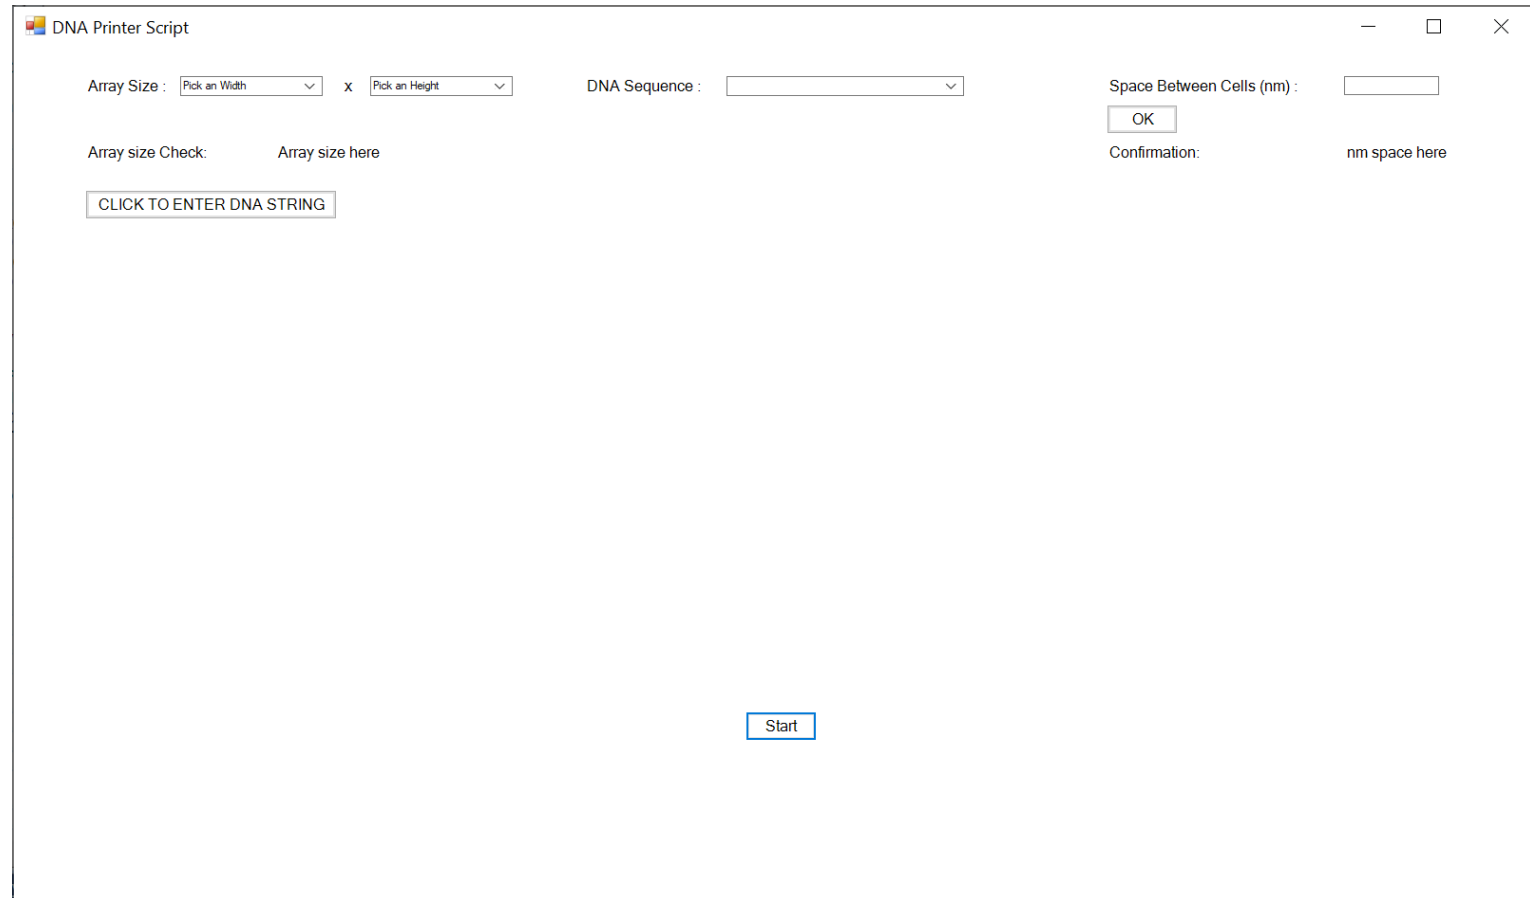 DNA Printer Script
Array Size : Pick an Width x Pick an Height DNA Sequence : Space Between Cells (nm) :
OK
Array size Check: Array size here Confirmation: nm space here
CLICK TO ENTER DNA STRING
Start